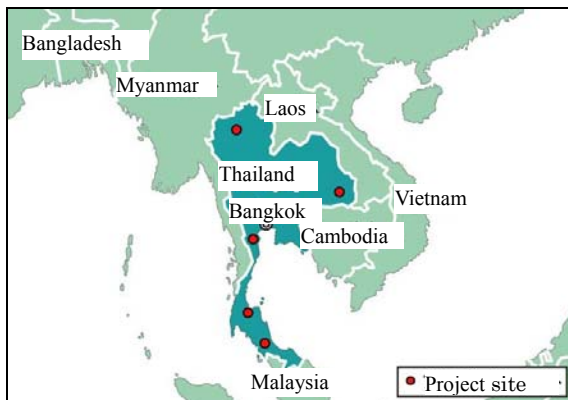 Bangladesh
Myanmar
Laos
Thailand
Bangkok
Vietnam
Cambodia
Malaysia
Project site